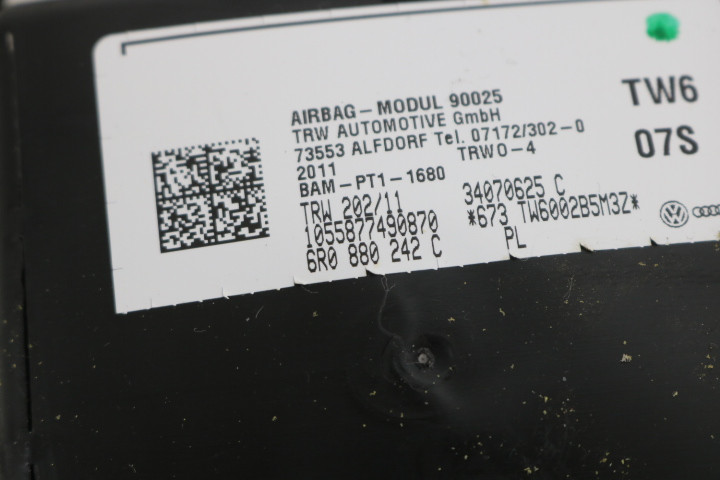 AIRBAG-MODUL 90025
TRW AUTOMOTIVE GmbH
73553 ALFDORF Tel. 07172/302-0
2011 TRWO-4
BAM-PT1-1680
TRW 202/11 34070625 C
1055877490870 *673 TW6002B5M3Z*
6R0 880 242 C PL
TW6
07S